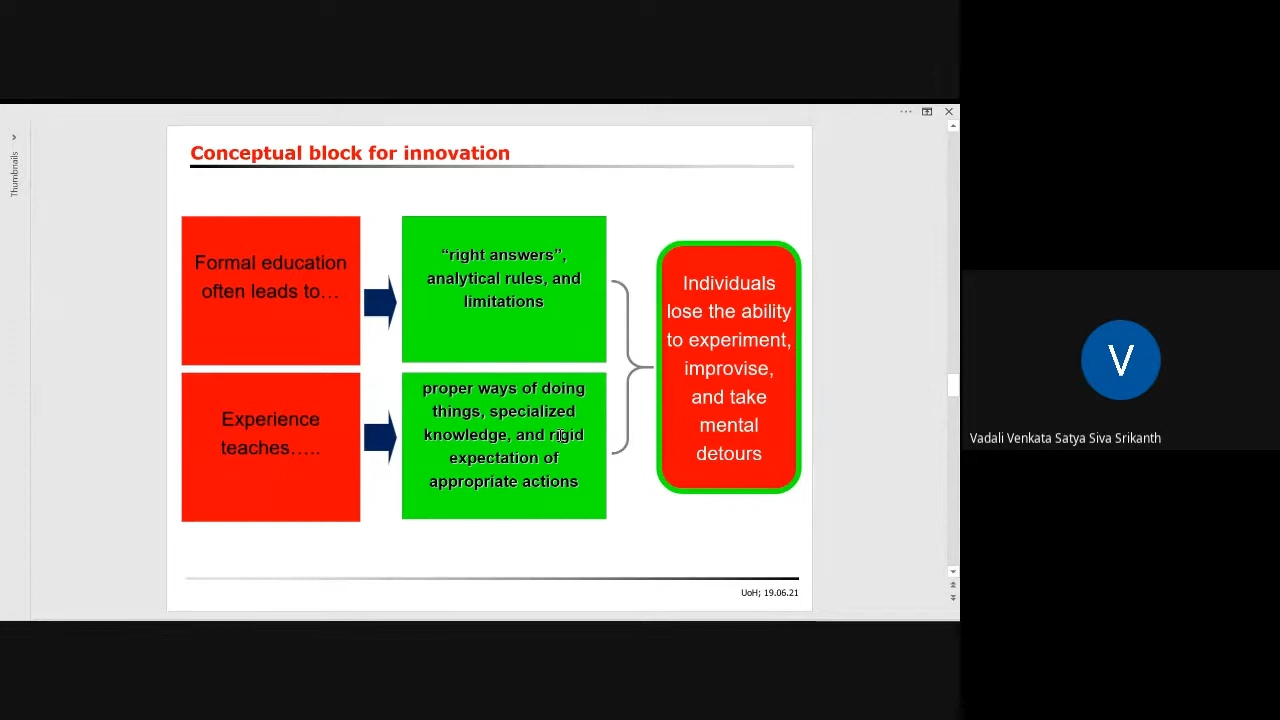 Thumbnails
Conceptual block for innovation
Formal education
often leads to…
“right answers”,
analytical rules, and
limitations
Experience
teaches…..
proper ways of doing
things, specialized
knowledge, and rigid
expectation of
appropriate actions
Individuals
lose the ability
to experiment,
improvise,
and take
mental
detours
UoH; 19.06.21
V
Vadali Venkata Satya Siva Srikanth